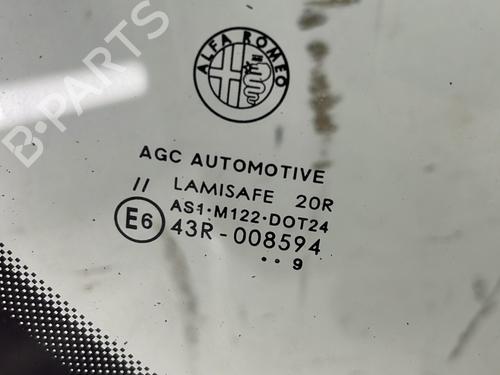 ALFA ROMEO
B-PARTS
AGC AUTOMOTIVE
// LAMISAFE 20R
AS1·M122·DOT24
E6 43R-008594
•• 9